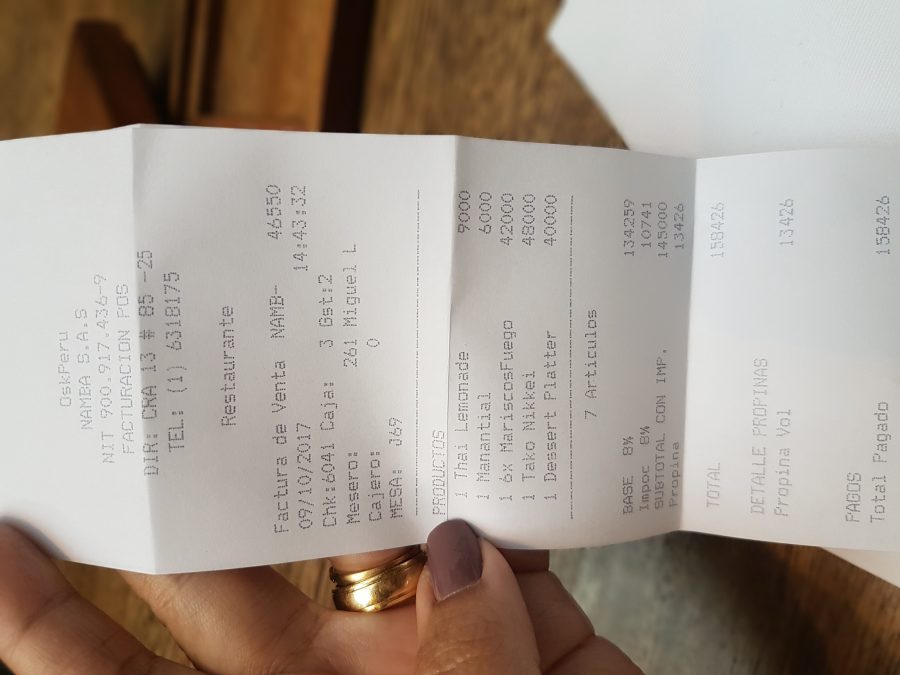 OskPeru
NAMBA S.A.S
NIT 900.917.436-9
FACTURACION POS
DIR: CRA 13 # 85 -25
TEL: (1) 6318175
Restaurante
Factura de Venta NAMB- 46550
09/10/2017 14:43:32
Chk:6041 Caja: 3 Gst:2
Mesero: 261 Miguel L
Cajero: 0
MESA: J69
PRODUCTOS
1 Thai Lemonade 9000
1 Manantial 6000
1 6x MariscosFuego 42000
1 Tako Nikkei 48000
1 Dessert Platter 40000
7 Articulos
BASE 8% 134259
Impoc 8% 10741
SUBTOTAL CON IMP. 145000
Propina 13426
TOTAL 158426
DETALLE PROPINAS
Propina Vol 13426
PAGOS
Total Pagado 158426